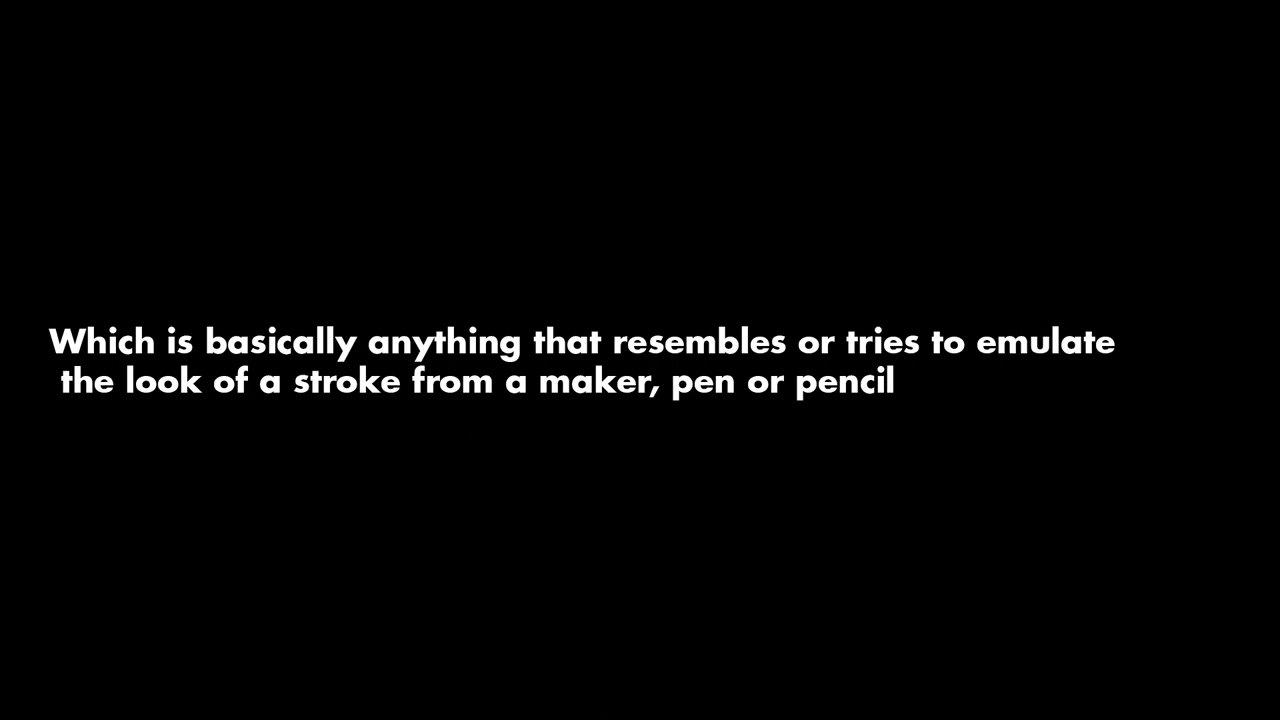 Which is basically anything that resembles or tries to emulate
the look of a stroke from a maker, pen or pencil